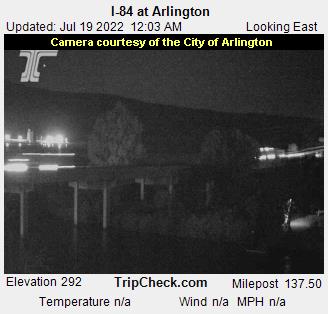 I-84 at Arlington
Updated: Jul 19 2022 12:03 AM Looking East
Camera courtesy of the City of Arlington
Elevation 292 TripCheck.com Milepost 137.50
Temperature n/a Wind n/a MPH n/a